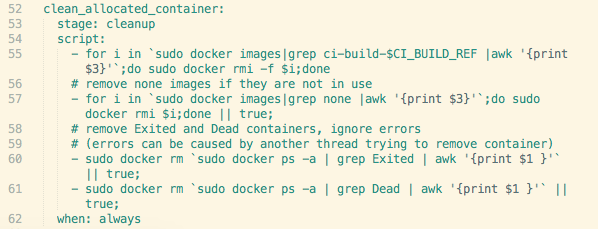 52 clean_allocated_container:
53 stage: cleanup
54 script:
55 - for i in `sudo docker images|grep ci-build-$CI_BUILD_REF |awk '{print
$3}'`;do sudo docker rmi -f $i;done
56 # remove none images if they are not in use
57 - for i in `sudo docker images|grep none |awk '{print $3}'`;do sudo
docker rmi $i;done || true;
58 # remove Exited and Dead containers, ignore errors
59 # (errors can be caused by another thread trying to remove container)
60 - sudo docker rm `sudo docker ps -a | grep Exited | awk '{print $1 }'`
|| true;
61 - sudo docker rm `sudo docker ps -a | grep Dead | awk '{print $1 }'` ||
true;
62 when: always